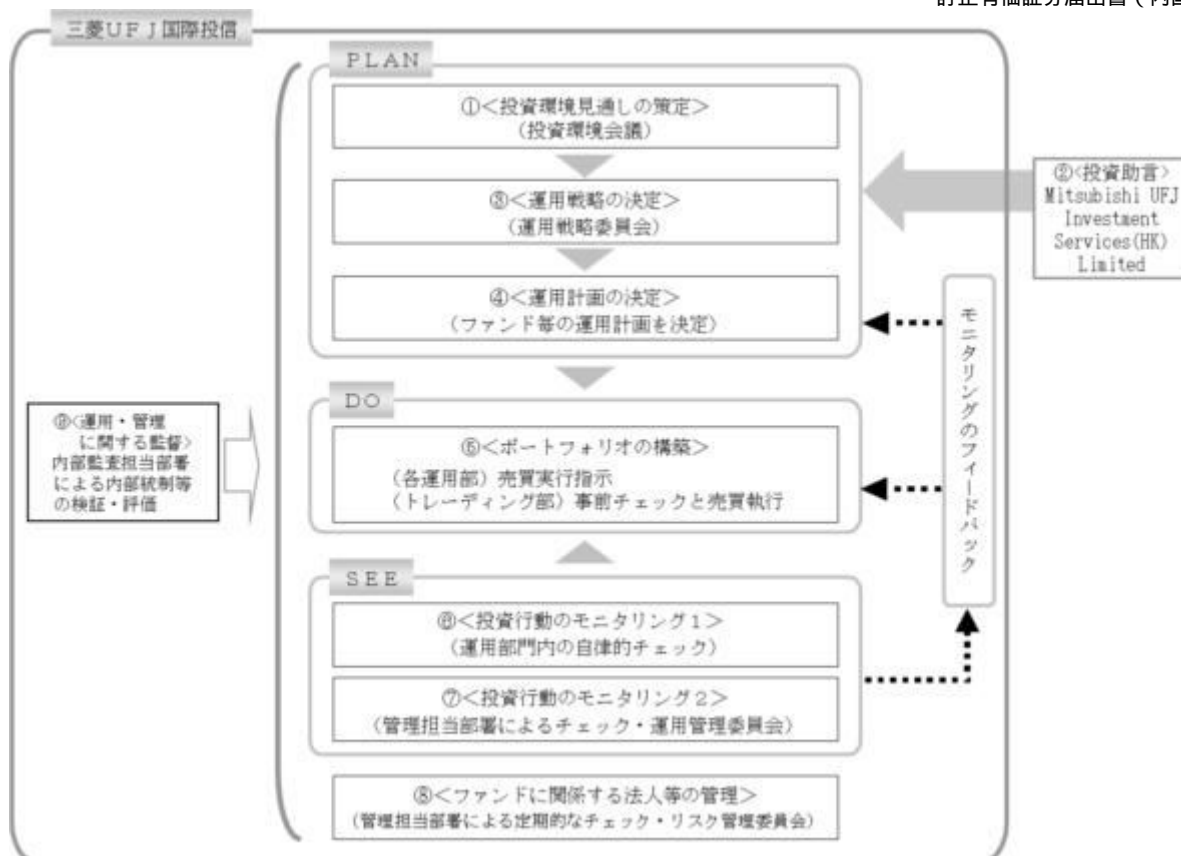 三菱ＵＦＪ国際投信
ＰＬＡＮ
①＜投資環境見通しの策定＞
（投資環境会議）
②<投資助言>
Mitsubishi UFJ
Investment
Services(HK)
Limited
③＜運用戦略の決定＞
（運用戦略委員会）
④＜運用計画の決定＞
（ファンド毎の運用計画を決定）
モニタリングのフィードバック
ＤＯ
⑤＜ポートフォリオの構築＞
（各運用部）売買実行指示
（トレーディング部）事前チェックと売買執行
⑨<運用・管理
に関する監督>
内部監査担当部署
による内部統制等
の検証・評価
ＳＥＥ
⑥＜投資行動のモニタリング１＞
（運用部門内の自律的チェック）
⑦＜投資行動のモニタリング２＞
（管理担当部署によるチェック・運用管理委員会）
⑧＜ファンドに関係する法人等の管理＞
（管理担当部署による定期的なチェック・リスク管理委員会）